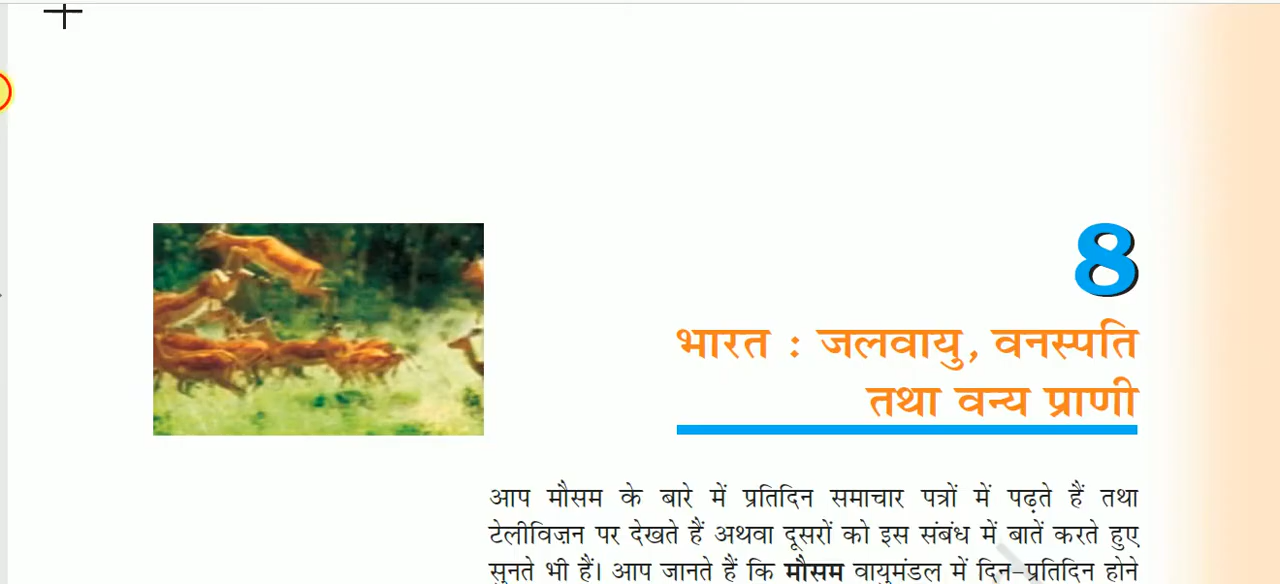 8
भारत : जलवायु, वनस्पति
तथा वन्य प्राणी
आप मौसम के बारे में प्रतिदिन समाचार पत्रों में पढ़ते हैं तथा
टेलीविज़न पर देखते हैं अथवा दूसरों को इस संबंध में बातें करते हुए
सुनते भी हैं। आप जानते हैं कि मौसम वायुमंडल में दिन-प्रतिदिन होने